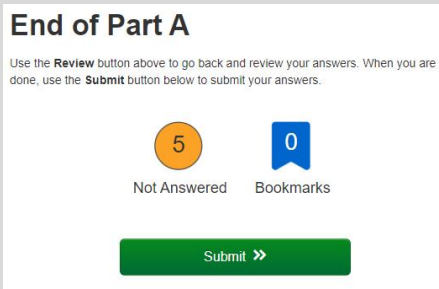 End of Part A
Use the Review button above to go back and review your answers. When you are
done, use the Submit button below to submit your answers.
5
0
Not Answered
Bookmarks
Submit »